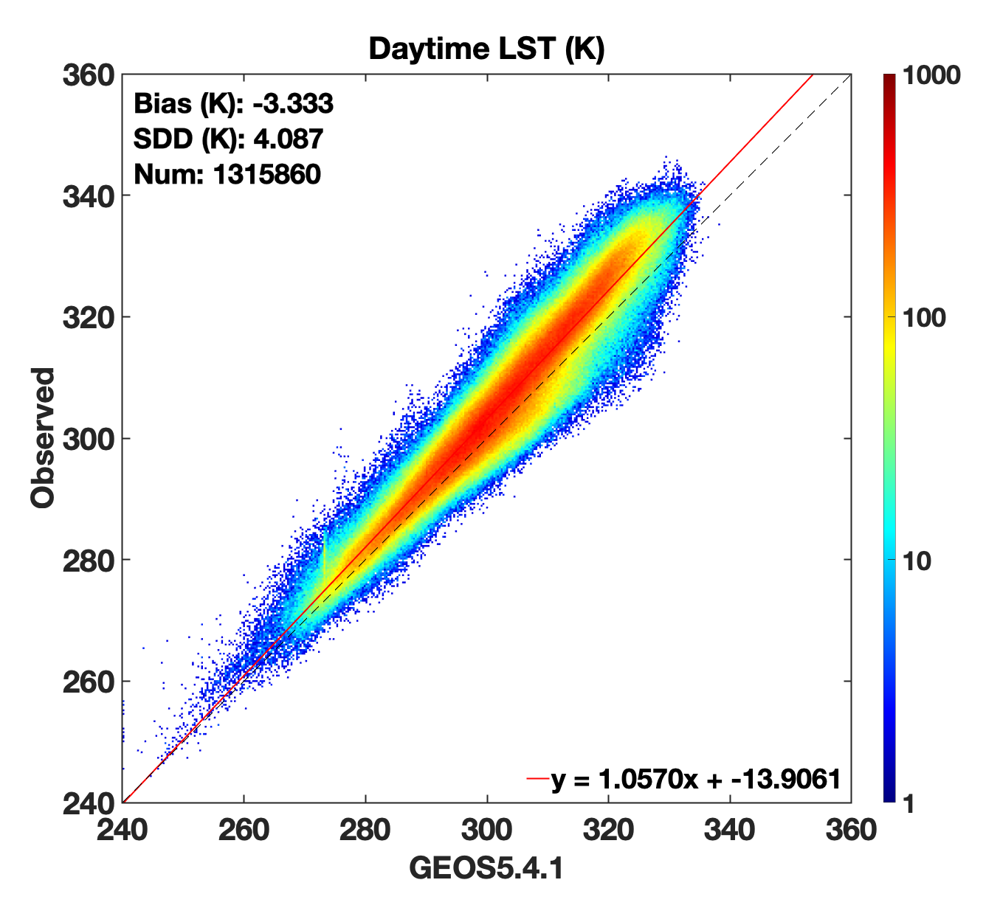 Daytime LST (K)
360
340
320
300
280
260
240
Observed
Bias (K): -3.333
SDD (K): 4.087
Num: 1315860
y = 1.0570x + -13.9061
240
260
280
300
320
340
360
GEOS5.4.1
1000
100
10
1